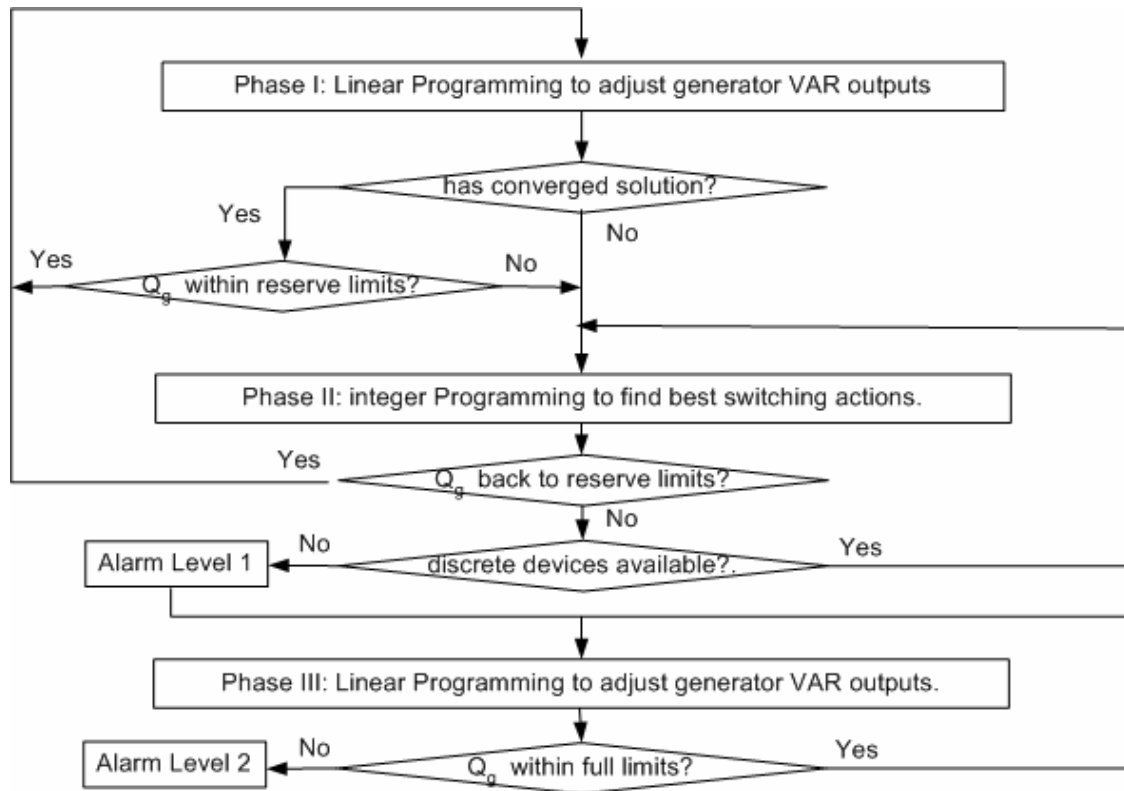 Phase I: Linear Programming to adjust generator VAR outputs
has converged solution?
Yes
No
Yes
Qg within reserve limits?
No
Phase II: integer Programming to find best switching actions.
Yes
Qg back to reserve limits?
No
No
Alarm Level 1
discrete devices available?.
Yes
Phase III: Linear Programming to adjust generator VAR outputs.
No
Alarm Level 2
Qg within full limits?
Yes